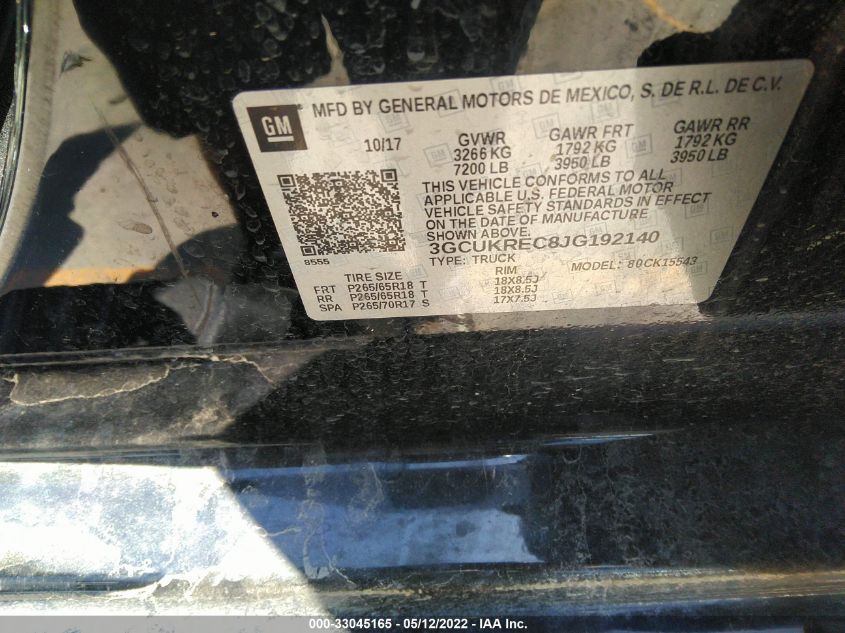 GM
MFD BY GENERAL MOTORS DE MEXICO, S. DE R.L. DE C.V.
10/17 GVWR GAWR FRT GAWR RR
3266 KG 1792 KG 1792 KG
7200 LB 3950 LB 3950 LB
THIS VEHICLE CONFORMS TO ALL
APPLICABLE U.S. FEDERAL MOTOR
VEHICLE SAFETY STANDARDS IN EFFECT
ON THE DATE OF MANUFACTURE
SHOWN ABOVE.
3GCUKREC8JG192140
8555 TYPE: TRUCK MODEL: 80CK15543
TIRE SIZE RIM
FRT P265/65R18 T 18X8.5J
RR P265/65R18 T 18X8.5J
SPA P265/70R17 S 17X7.5J
000-33045165 - 05/12/2022 - IAA Inc.